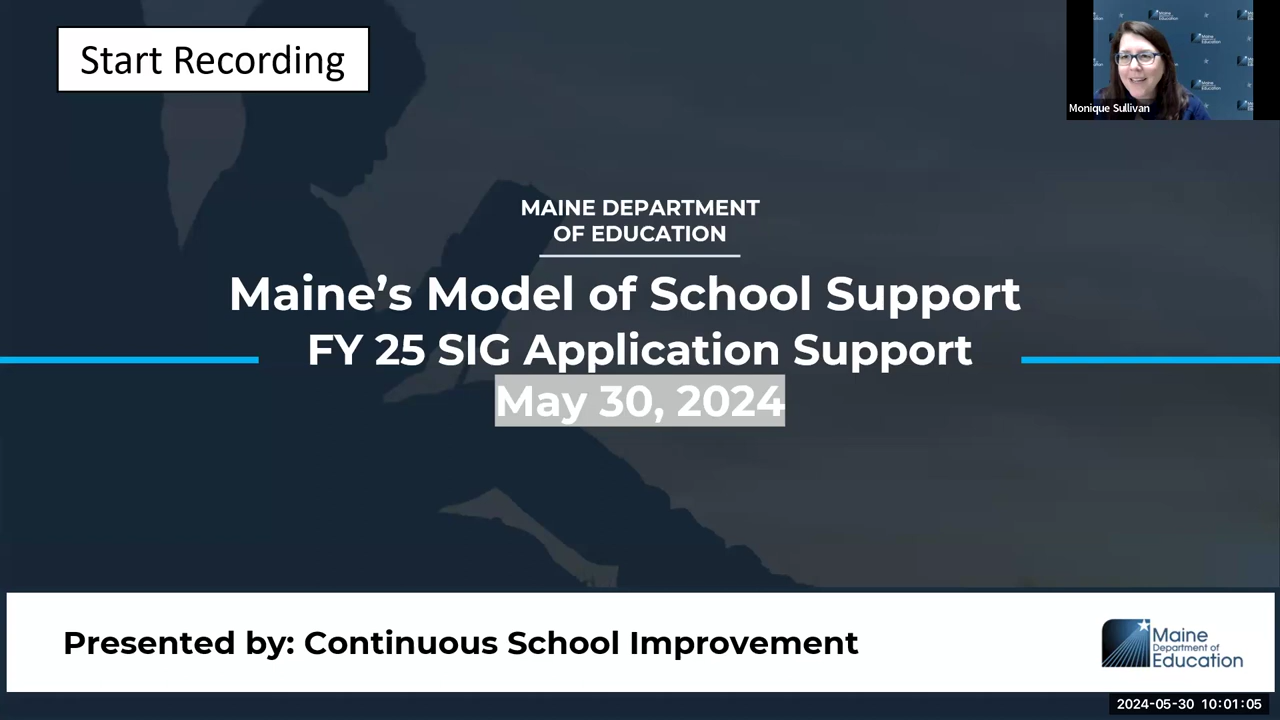 Start Recording
Monique Sullivan
MAINE DEPARTMENT
OF EDUCATION
Maine’s Model of School Support
FY 25 SIG Application Support
May 30, 2024
Presented by: Continuous School Improvement
Maine
Department of
Education
2024-05-30 10:01:05